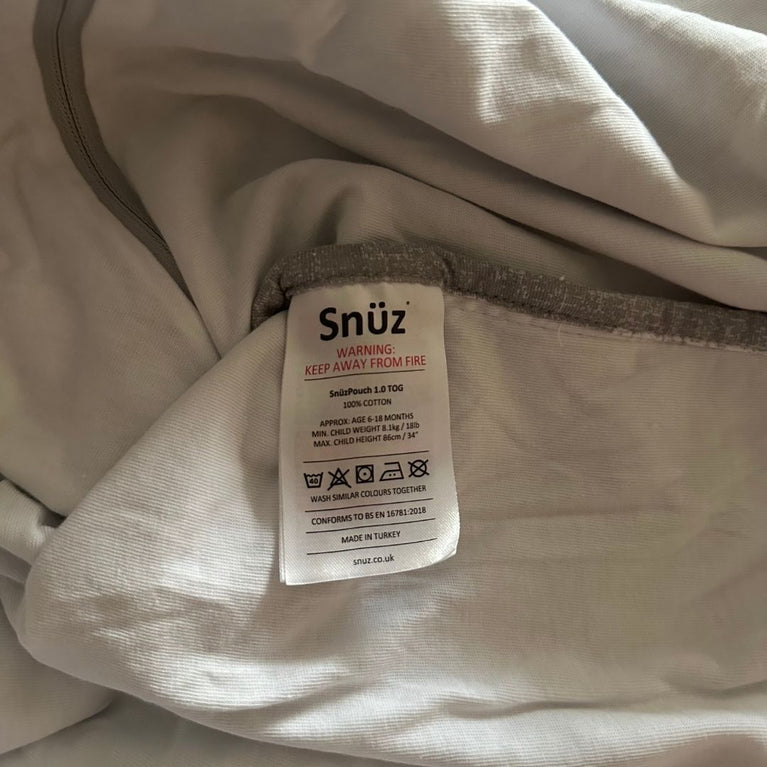 Snüz
WARNING:
KEEP AWAY FROM FIRE
SnüzPouch 1.0 TOG
100% COTTON
APPROX: AGE 6-18 MONTHS
MIN. CHILD WEIGHT 8.1kg / 18lb
MAX. CHILD HEIGHT 86cm / 34"
40
WASH SIMILAR COLOURS TOGETHER
CONFORMS TO BS EN 16781:2018
MADE IN TURKEY
snuz.co.uk